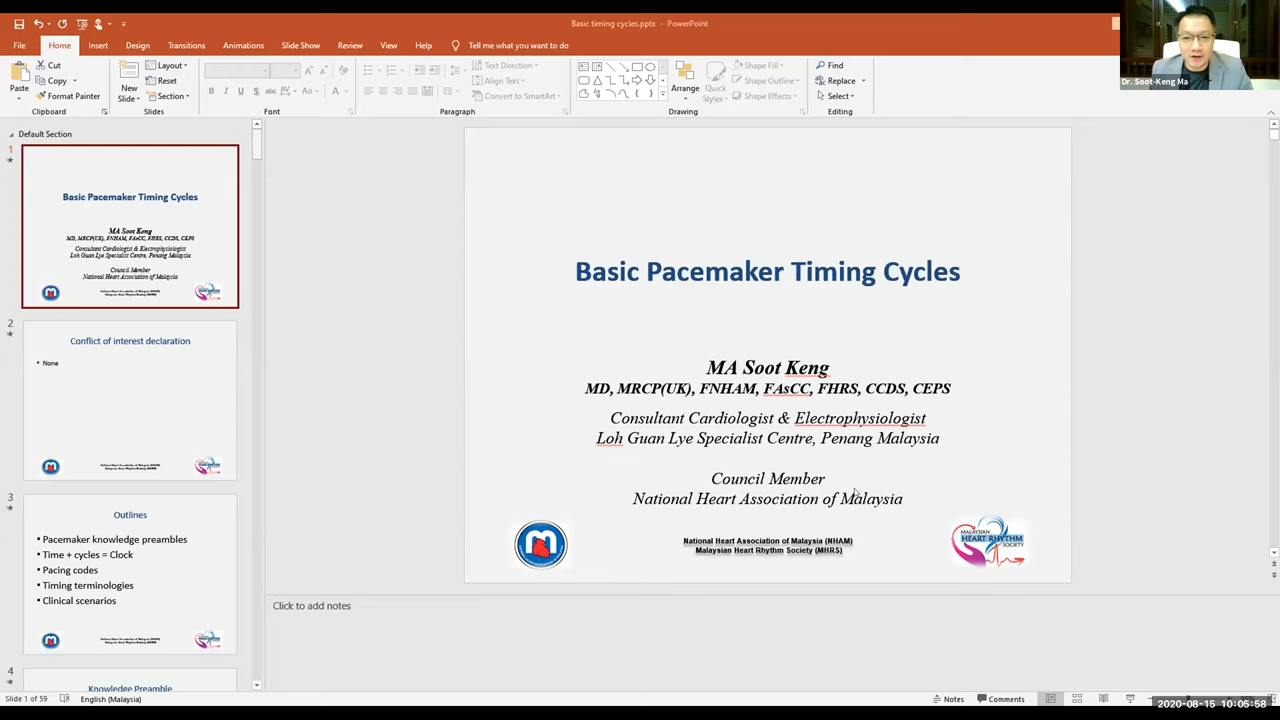 Basic timing cycles.pptx - PowerPoint
File Home Insert Design Transitions Animations Slide Show Review View Help Tell me what you want to do
Paste
Cut
Copy
Format Painter
Clipboard
New
Slide
Layout
Reset
Section
Slides
Font
Text Direction
Align Text
Convert to SmartArt
Paragraph
Arrange
Quick
Styles
Shape Fill
Shape Outline
Shape Effects
Drawing
Find
Replace
Select
Editing
Dr. Soot-Keng Ma
Default Section
1
Basic Pacemaker Timing Cycles
MA Soot Keng
MD, MRCP(UK), FNHAM, FAsCC, FHRS, CCDS, CEPS
Consultant Cardiologist & Electrophysiologist
Loh Guan Lye Specialist Centre, Penang Malaysia
Council Member
National Heart Association of Malaysia
2
Conflict of interest declaration
• None
3
Outlines
• Pacemaker knowledge preambles
• Time + cycles = Clock
• Pacing codes
• Timing terminologies
• Clinical scenarios
4
Knowledge Preamble
Basic Pacemaker Timing Cycles
MA Soot Keng
MD, MRCP(UK), FNHAM, FAsCC, FHRS, CCDS, CEPS
Consultant Cardiologist & Electrophysiologist
Loh Guan Lye Specialist Centre, Penang Malaysia
Council Member
National Heart Association of Malaysia
National Heart Association of Malaysia (NHAM)
Malaysian Heart Rhythm Society (MHRS)
MALAYSIAN
HEART RHYTHM
SOCIETY
Click to add notes
Slide 1 of 59 English (Malaysia) Notes Comments
2020-08-15 10:05:58